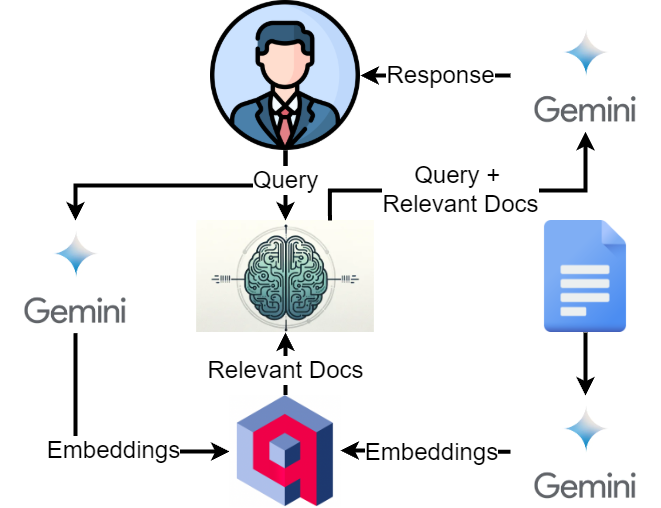 Response
Gemini
Query
Query +
Relevant Docs
Gemini
Relevant Docs
Embeddings
Embeddings
Gemini